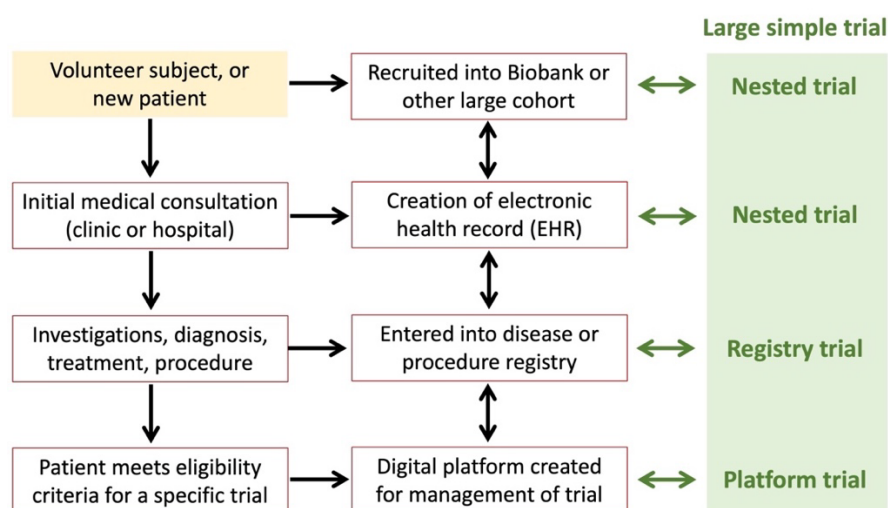 Large simple trial
Volunteer subject, or
new patient
Recruited into Biobank or
other large cohort
Nested trial
Initial medical consultation
(clinic or hospital)
Creation of electronic
health record (EHR)
Nested trial
Investigations, diagnosis,
treatment, procedure
Entered into disease or
procedure registry
Registry trial
Patient meets eligibility
criteria for a specific trial
Digital platform created
for management of trial
Platform trial